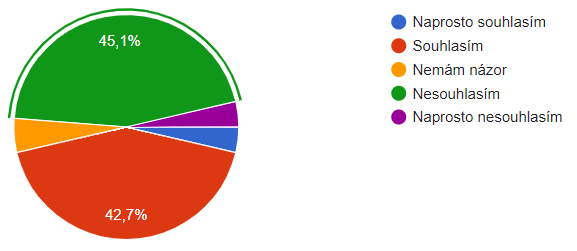 45,1%
42,7%
Naprosto souhlasím
Souhlasím
Nemám názor
Nesouhlasím
Naprosto nesouhlasím